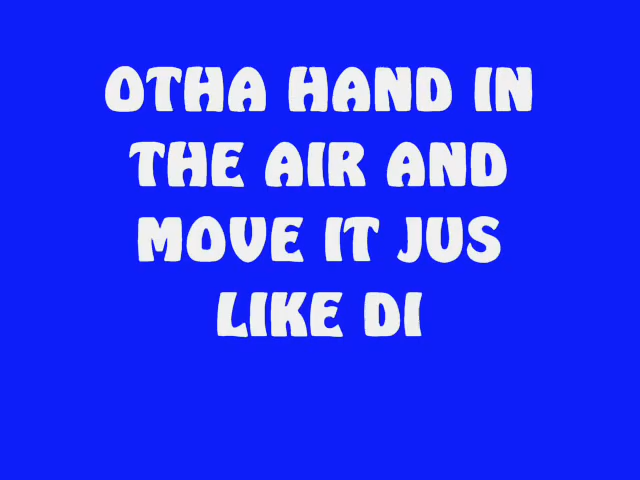 OTHA HAND IN
THE AIR AND
MOVE IT JUS
LIKE DI